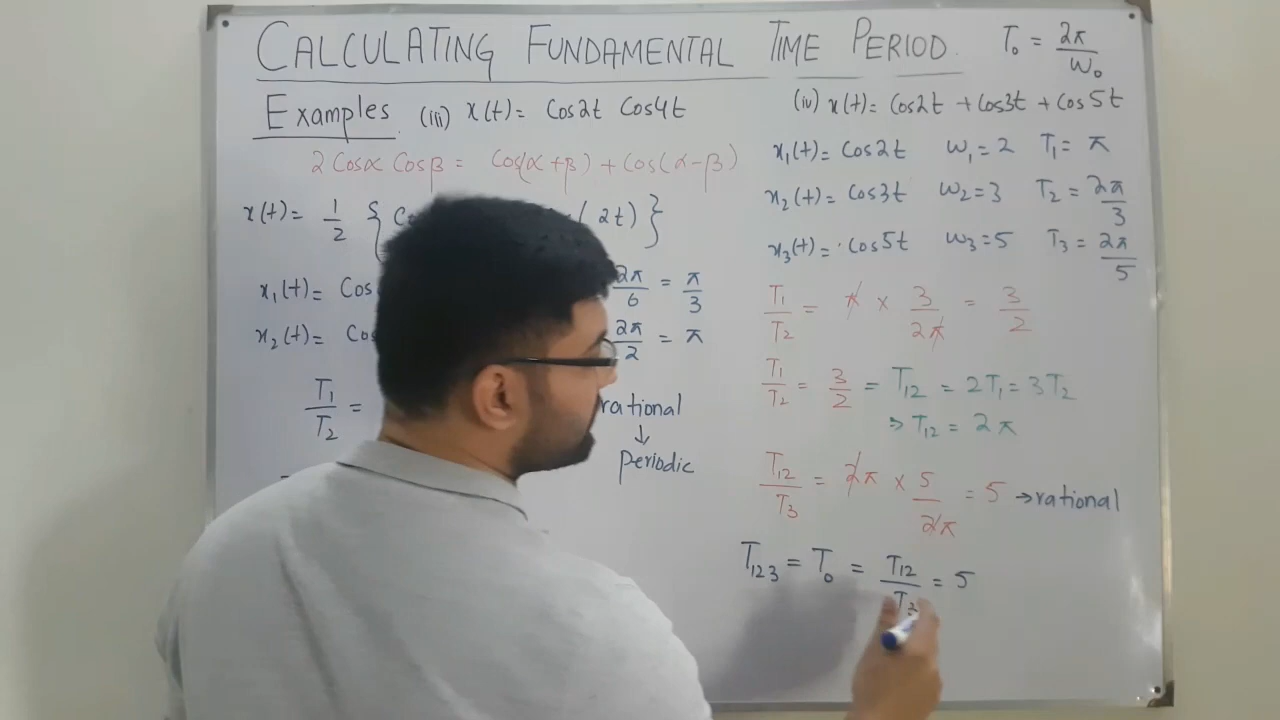 CALCULATING FUNDAMENTAL TIME PERIOD. T₀ = 2π/ω₀
Examples. (iii) x(t) = Cos2t Cos4t
2 Cosα Cosβ = Cos(α+β) + Cos(α-β)
x(t) = 1/2 { Co ( 2t) }
x₁(t) = Cos 2π/6 = π/3
x₂(t) = Cos 2π/2 = π
T₁/T₂ = rational
↓
periodic
(iv) x(t) = Cos2t + Cos3t + Cos5t
x₁(t) = Cos2t ω₁ = 2 T₁ = π
x₂(t) = Cos3t ω₂ = 3 T₂ = 2π/3
x₃(t) = Cos5t ω₃ = 5 T₃ = 2π/5
T₁/T₂ = π × 3/2π = 3/2
T₁/T₂ = 3/2 = T₁₂ = 2T₁ = 3T₂
⇒ T₁₂ = 2π
T₁₂/T₃ = 2π × 5/2π = 5 → rational
T₁₂₃ = T₀ = T₁₂/T₃ = 5